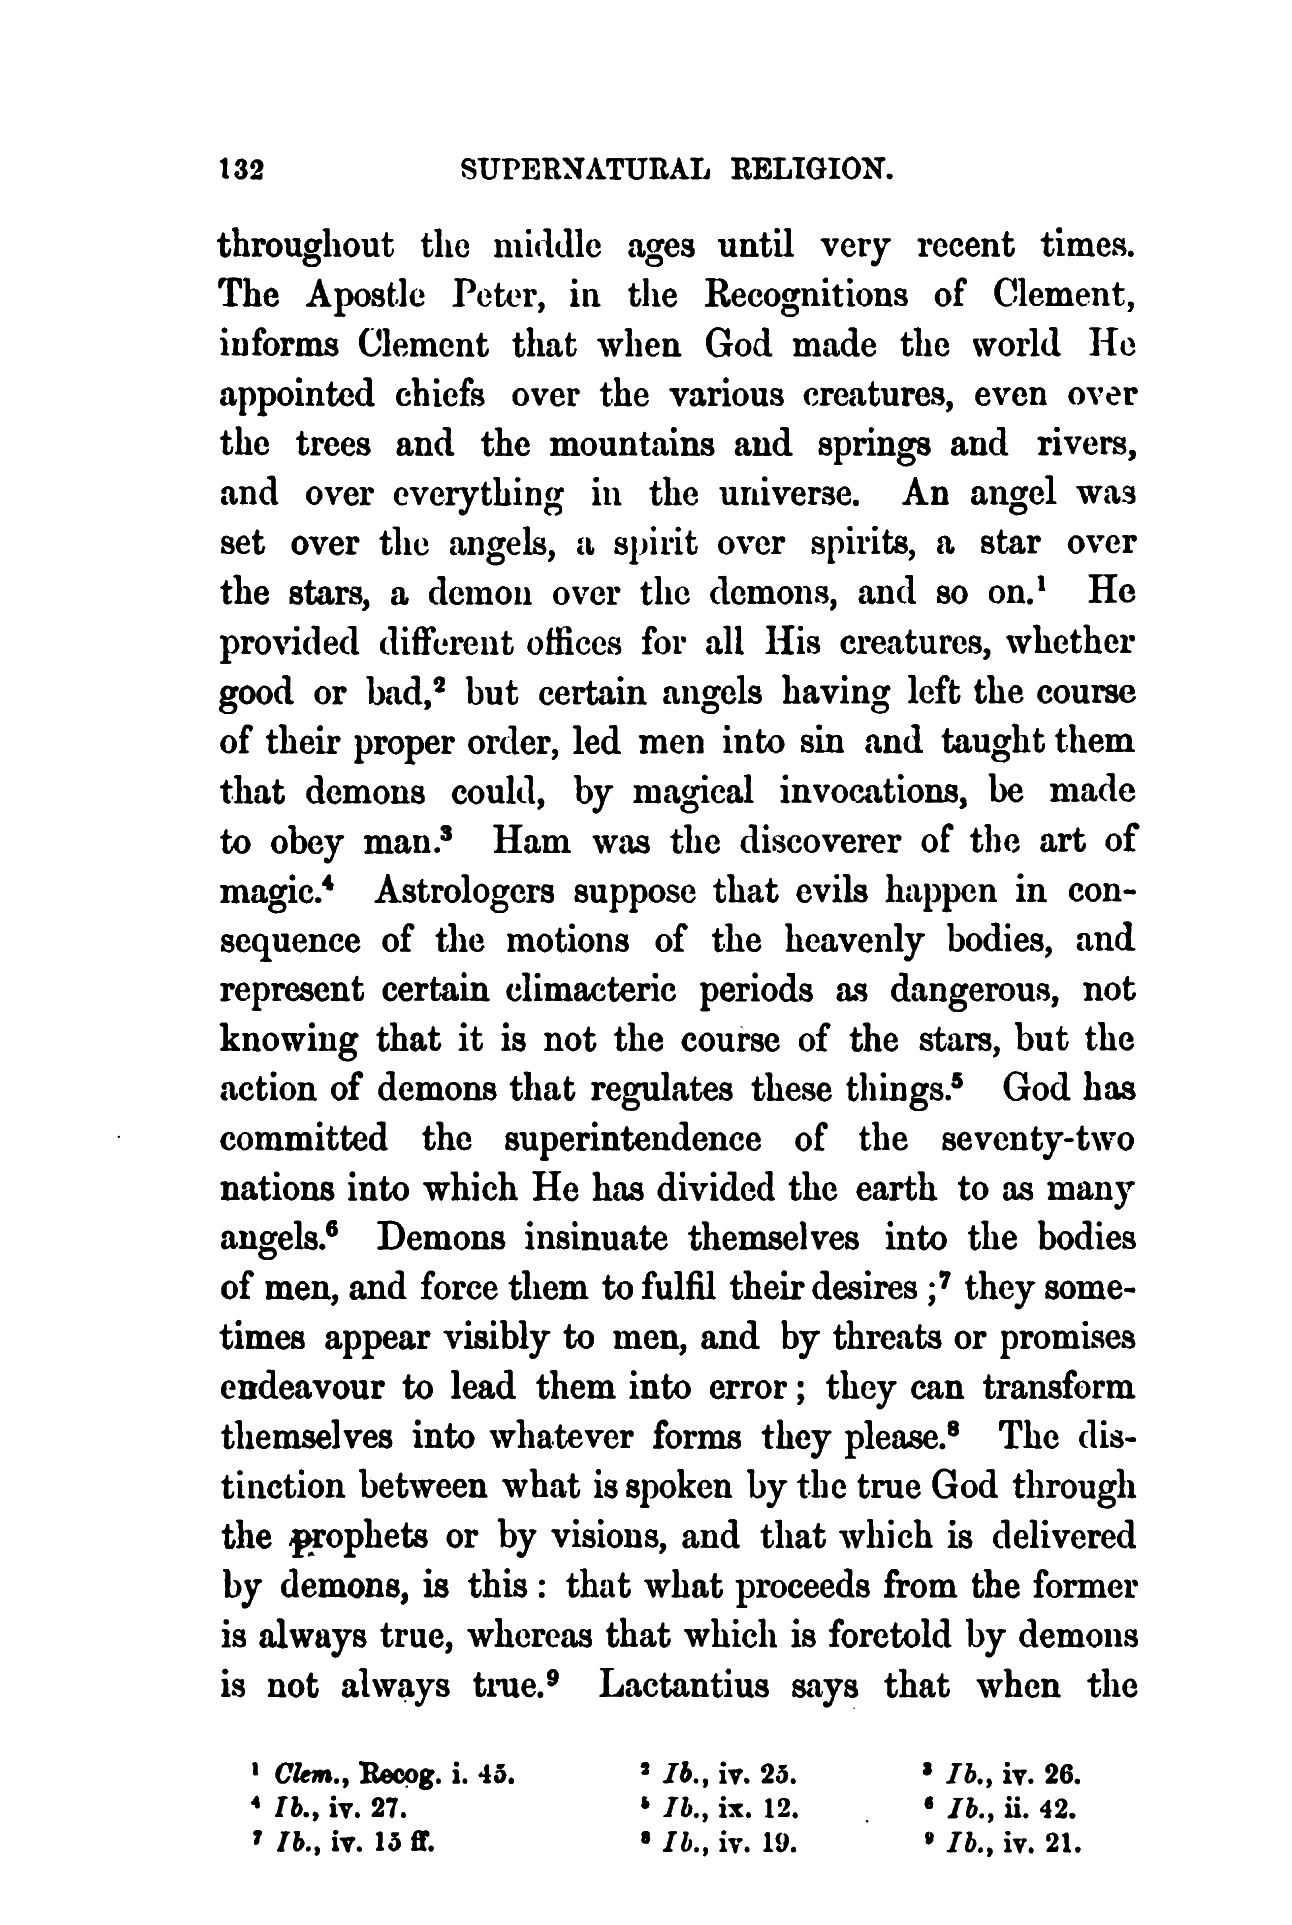 132 SUPERNATURAL RELIGION.
throughout the middle ages until very recent times.
The Apostle Peter, in the Recognitions of Clement,
informs Clement that when God made the world He
appointed chiefs over the various creatures, even over
the trees and the mountains and springs and rivers,
and over everything in the universe. An angel was
set over the angels, a spirit over spirits, a star over
the stars, a demon over the demons, and so on.¹ He
provided different offices for all His creatures, whether
good or bad,² but certain angels having left the course
of their proper order, led men into sin and taught them
that demons could, by magical invocations, be made
to obey man.³ Ham was the discoverer of the art of
magic.⁴ Astrologers suppose that evils happen in con-
sequence of the motions of the heavenly bodies, and
represent certain climacteric periods as dangerous, not
knowing that it is not the course of the stars, but the
action of demons that regulates these things.⁵ God has
committed the superintendence of the seventy-two
nations into which He has divided the earth to as many
angels.⁶ Demons insinuate themselves into the bodies
of men, and force them to fulfil their desires ;⁷ they some-
times appear visibly to men, and by threats or promises
endeavour to lead them into error ; they can transform
themselves into whatever forms they please.⁸ The dis-
tinction between what is spoken by the true God through
the prophets or by visions, and that which is delivered
by demons, is this : that what proceeds from the former
is always true, whereas that which is foretold by demons
is not always true.⁹ Lactantius says that when the
¹ Clem., Recog. i. 45. ² Ib., iv. 25. ³ Ib., iv. 26.
⁴ Ib., iv. 27. ⁵ Ib., ix. 12. ⁶ Ib., ii. 42.
⁷ Ib., iv. 15 ff. ⁸ Ib., iv. 19. ⁹ Ib., iv. 21.